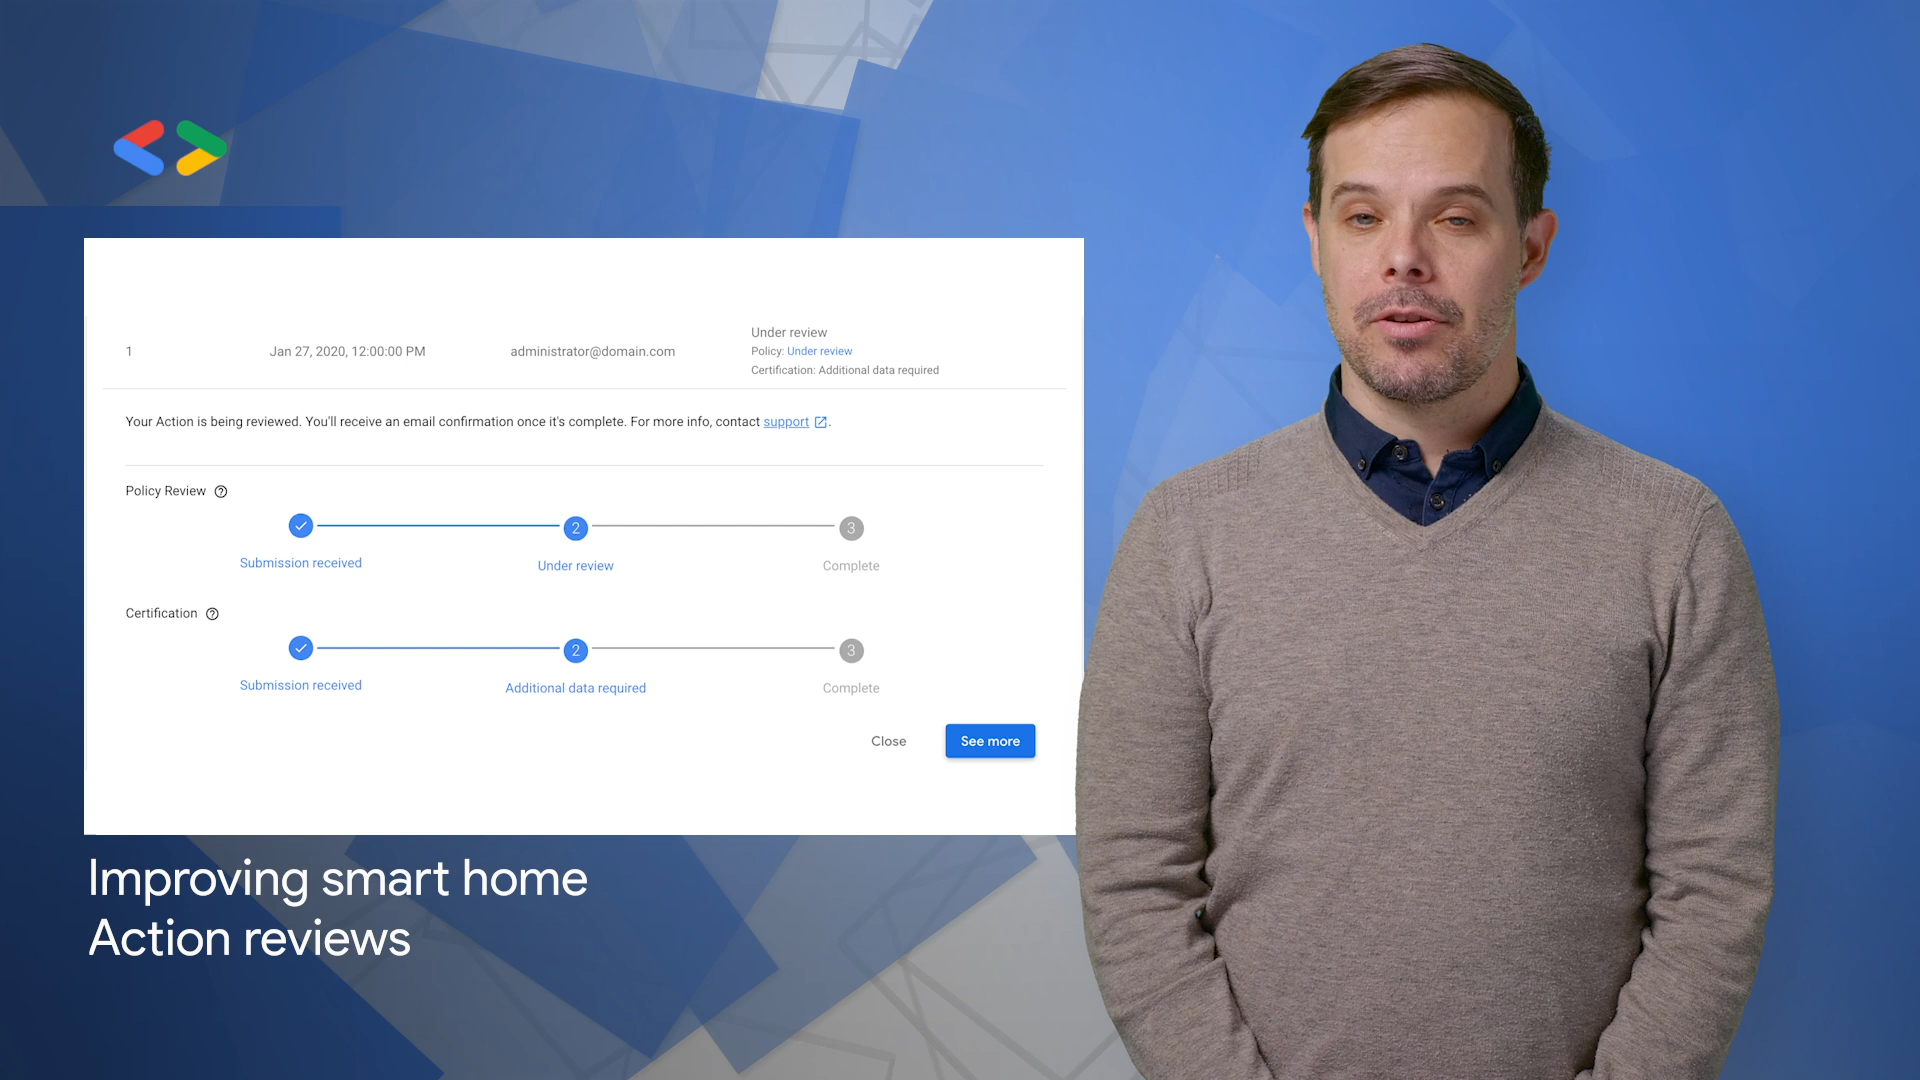 1
Jan 27, 2020, 12:00:00 PM
administrator@domain.com
Under review
Policy: Under review
Certification: Additional data required
Your Action is being reviewed. You'll receive an email confirmation once it's complete. For more info, contact support.
Policy Review
2
3
Submission received
Under review
Complete
Certification
2
3
Submission received
Additional data required
Complete
Close
See more
Improving smart home
Action reviews